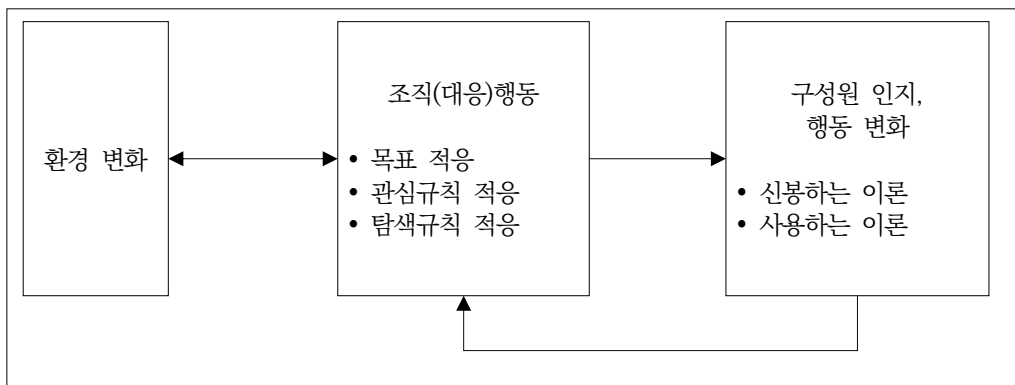 환경 변화
조직(대응)행동
• 목표 적응
• 관심규칙 적응
• 탐색규칙 적응
구성원 인지,
행동 변화
• 신봉하는 이론
• 사용하는 이론